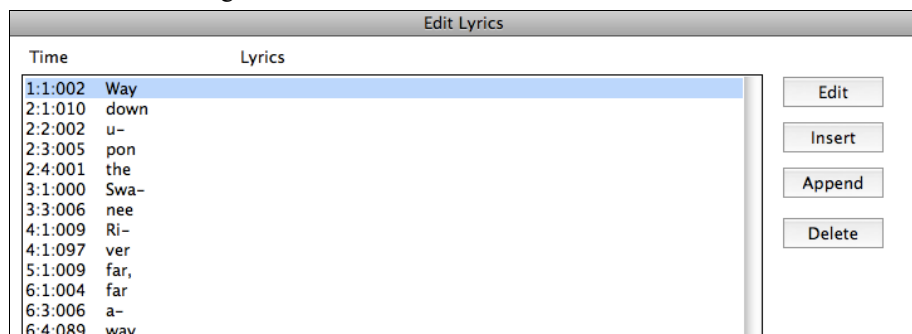 Edit Lyrics
Time Lyrics
1:1:002 Way
2:1:010 down
2:2:002 u-
2:3:005 pon
2:4:001 the
3:1:000 Swa-
3:3:006 nee
4:1:009 Ri-
4:1:097 ver
5:1:009 far,
6:1:004 far
6:3:006 a-
6:4:089 way
Edit
Insert
Append
Delete